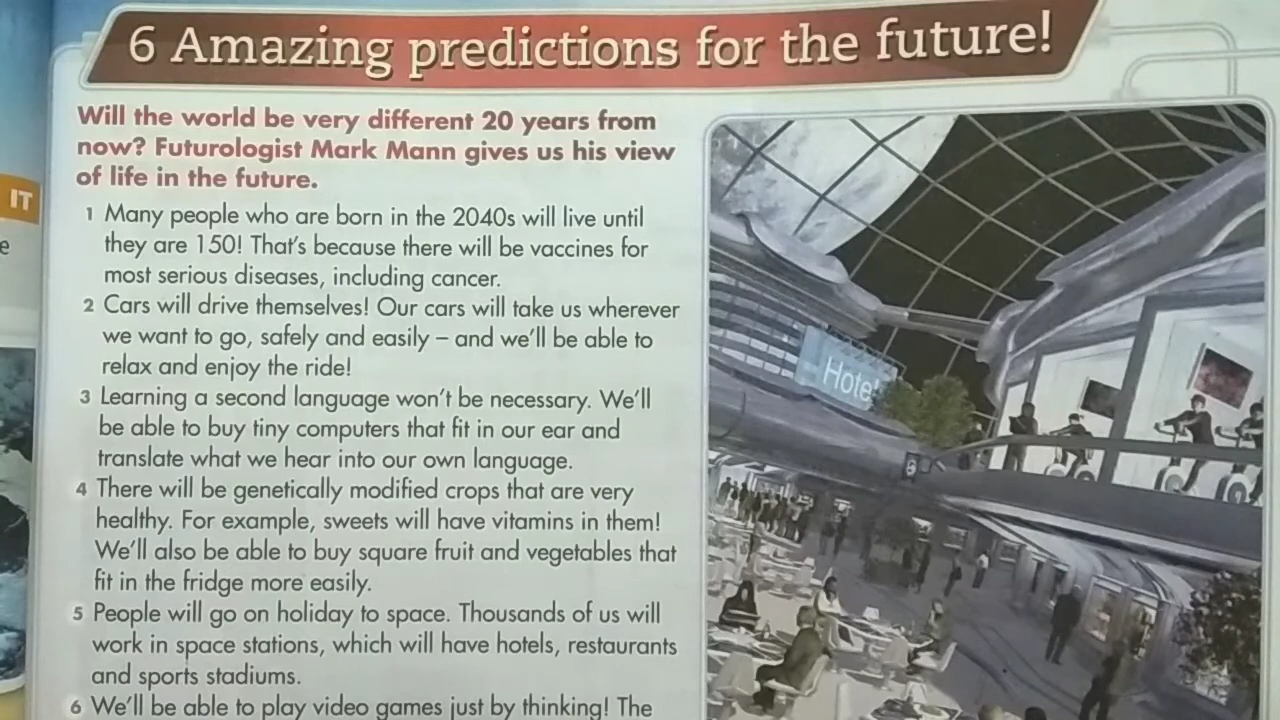 6 Amazing predictions for the future!
Will the world be very different 20 years from
now? Futurologist Mark Mann gives us his view
of life in the future.
1 Many people who are born in the 2040s will live until
they are 150! That's because there will be vaccines for
most serious diseases, including cancer.
2 Cars will drive themselves! Our cars will take us wherever
we want to go, safely and easily – and we'll be able to
relax and enjoy the ride!
3 Learning a second language won't be necessary. We'll
be able to buy tiny computers that fit in our ear and
translate what we hear into our own language.
4 There will be genetically modified crops that are very
healthy. For example, sweets will have vitamins in them!
We'll also be able to buy square fruit and vegetables that
fit in the fridge more easily.
5 People will go on holiday to space. Thousands of us will
work in space stations, which will have hotels, restaurants
and sports stadiums.
6 We'll be able to play video games just by thinking! The
IT
e
Hotel
6